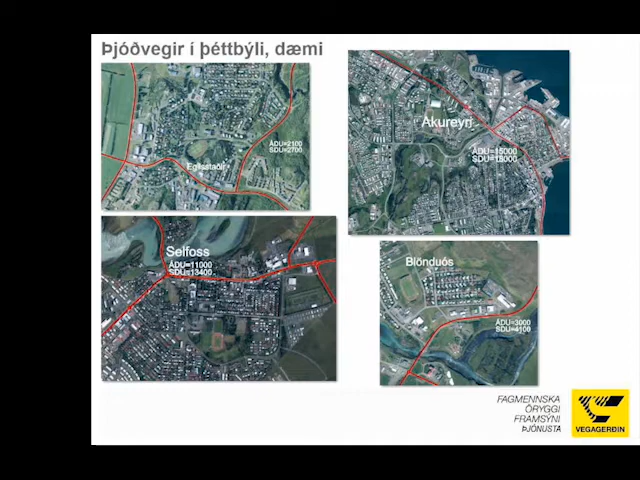 Þjóðvegir í þéttbýli, dæmi
Egilsstaðir
ÁDU=2100
SDU=2700
Akureyri
ÁDU=15000
SDU=16000
Selfoss
ÁDU=11000
SDU=13400
Blönduós
ÁDU=3000
SDU=4100
FAGMENNSKA
ÖRYGGI
FRAMSÝNI
ÞJÓNUSTA
VEGAGERÐIN